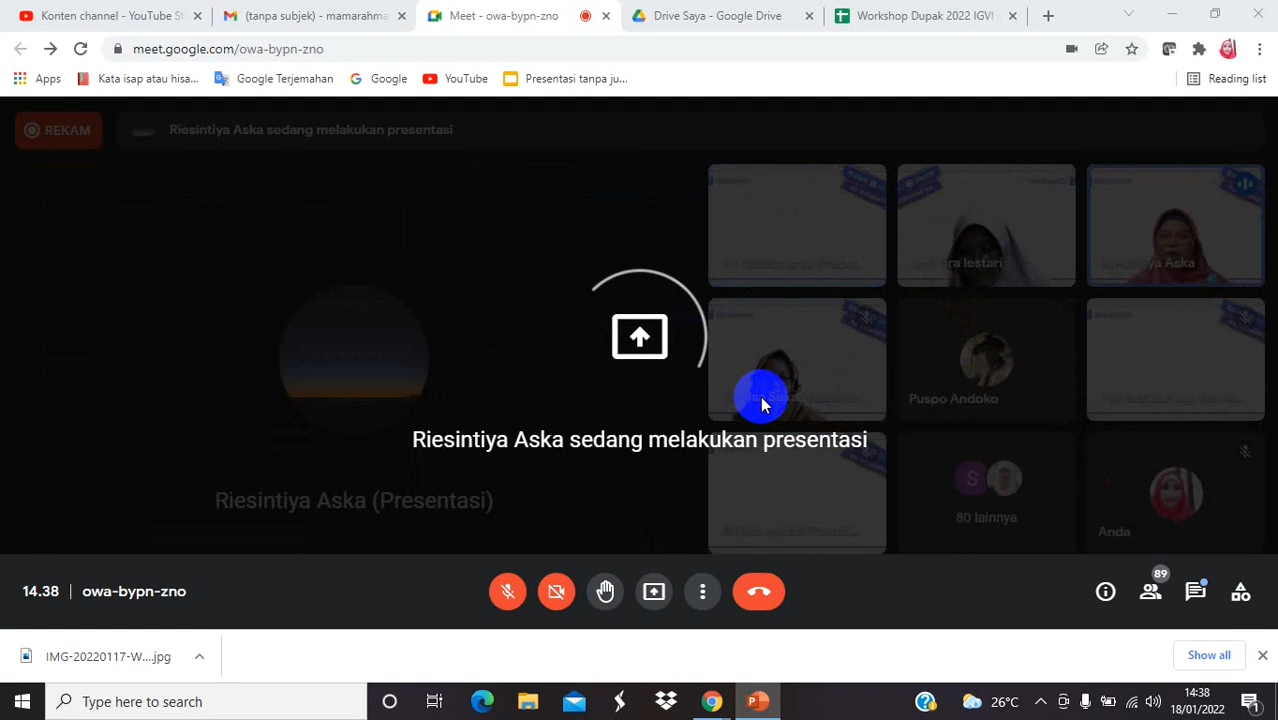 Konten channel - YouTube St
(tanpa subjek) - mamarahma
Meet - owa-bypn-zno
Drive Saya - Google Drive
Workshop Dupak 2022 IGVI
meet.google.com/owa-bypn-zno
Apps
Kata isap atau hisa...
Google Terjemahan
Google
YouTube
Presentasi tanpa ju...
Reading list
REKAM
Riesintiya Aska sedang melakukan presentasi
lestari
Aska
Puspo Andoko
Riesintiya Aska sedang melakukan presentasi
Riesintiya Aska (Presentasi)
S
80 lainnya
Anda
14.38
owa-bypn-zno
89
IMG-20220117-W....jpg
Show all
Type here to search
26°C
14:38
18/01/2022
1